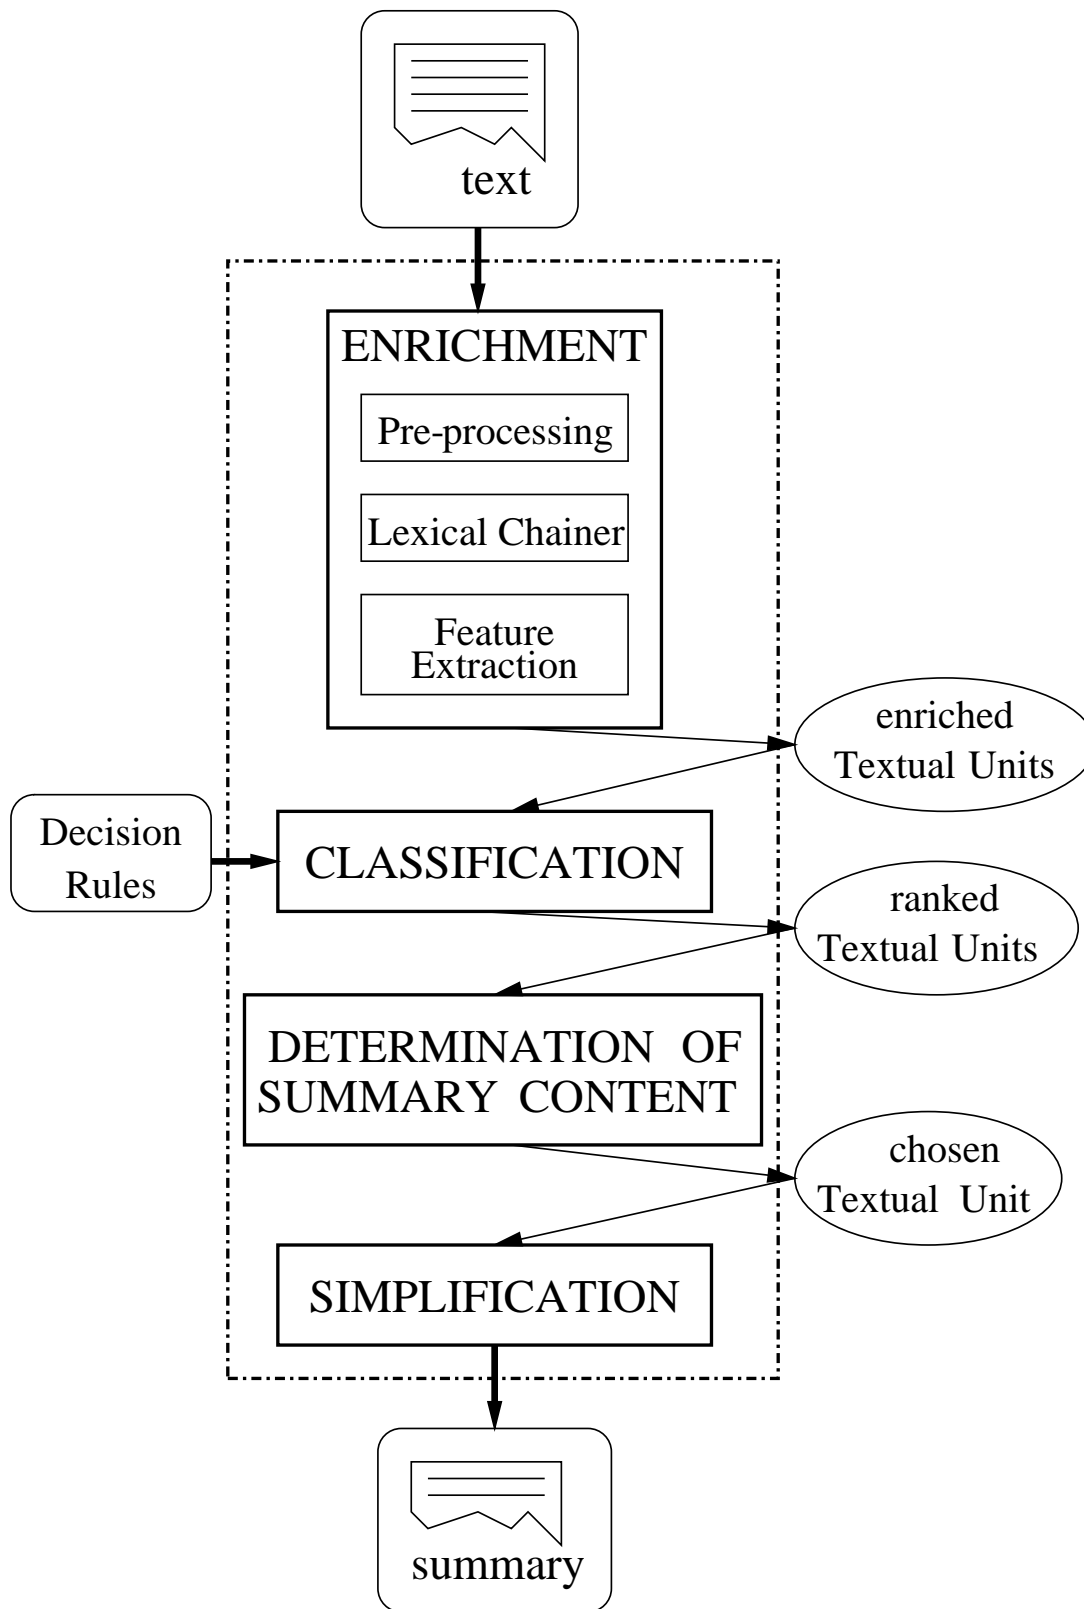 text
ENRICHMENT
Pre-processing
Lexical Chainer
Feature
Extraction
enriched
Textual Units
Decision
Rules
CLASSIFICATION
ranked
Textual Units
DETERMINATION OF
SUMMARY CONTENT
chosen
Textual Unit
SIMPLIFICATION
summary